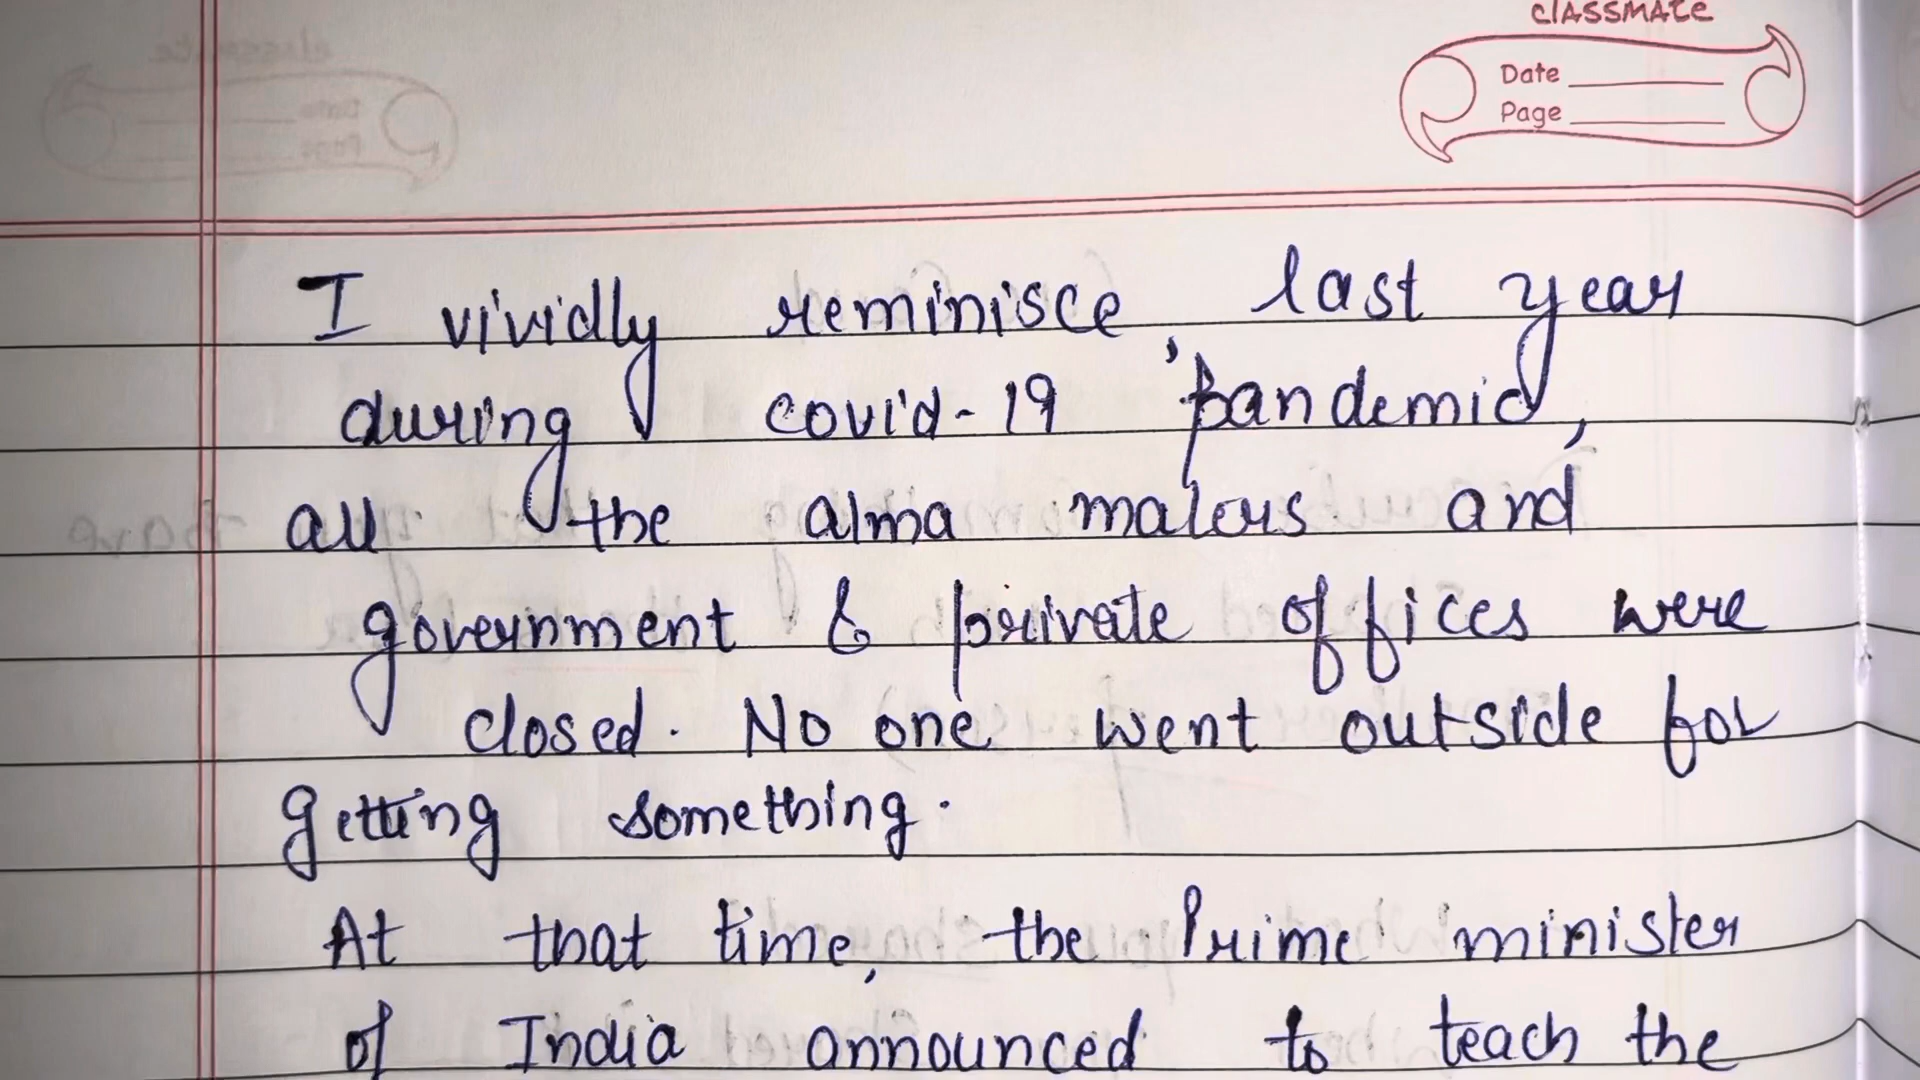 classmate
Date
Page
I vividly reminisce, last year
during covid-19 pandemic,
all the alma maters and
government & private offices were
closed. No one went outside for
getting something.
At that time, the Prime minister
of India announced to teach the